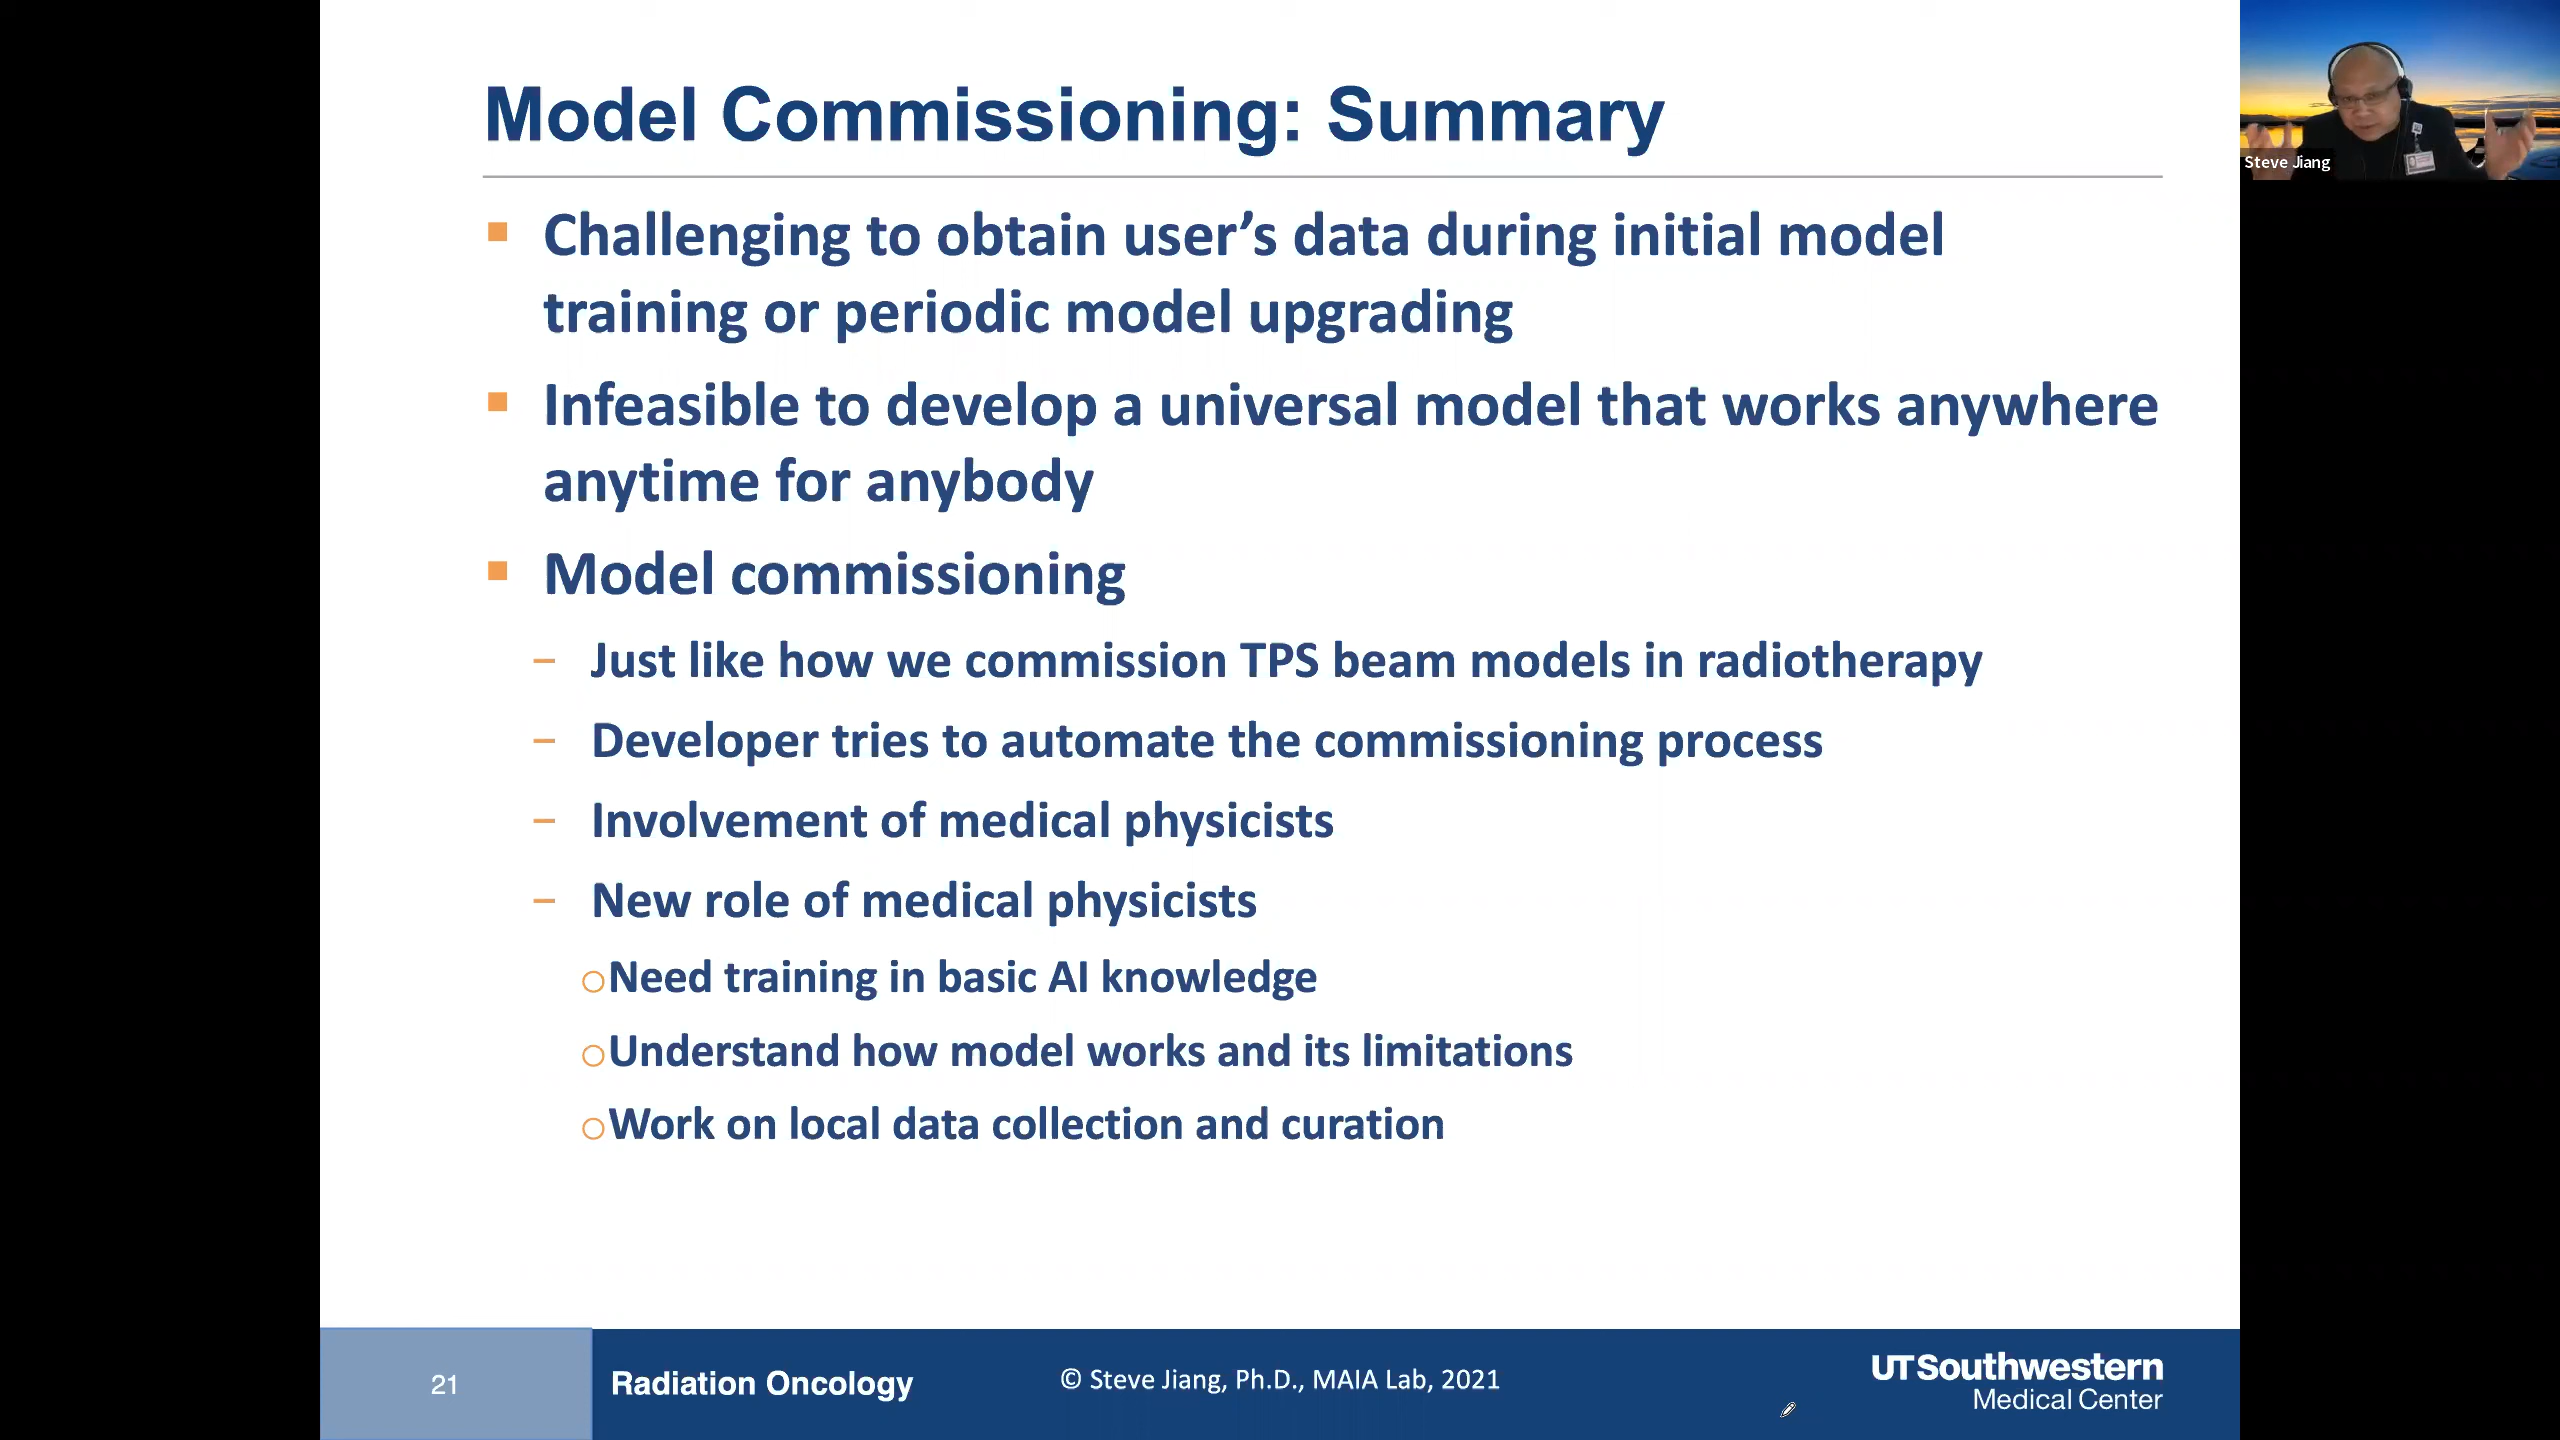 Model Commissioning: Summary
Steve Jiang
▪ Challenging to obtain user’s data during initial model
training or periodic model upgrading
▪ Infeasible to develop a universal model that works anywhere
anytime for anybody
▪ Model commissioning
– Just like how we commission TPS beam models in radiotherapy
– Developer tries to automate the commissioning process
– Involvement of medical physicists
– New role of medical physicists
○Need training in basic AI knowledge
○Understand how model works and its limitations
○Work on local data collection and curation
21
Radiation Oncology
© Steve Jiang, Ph.D., MAIA Lab, 2021
UTSouthwestern
Medical Center